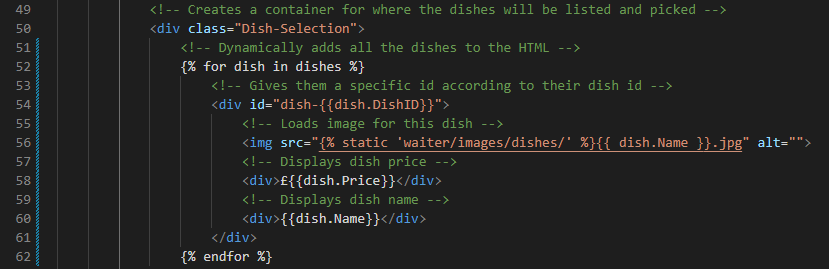 49 <!-- Creates a container for where the dishes will be listed and picked -->
50 <div class="Dish-Selection">
51 <!-- Dynamically adds all the dishes to the HTML -->
52 {% for dish in dishes %}
53 <!-- Gives them a specific id according to their dish id -->
54 <div id="dish-{{dish.DishID}}">
55 <!-- Loads image for this dish -->
56 <img src="{% static 'waiter/images/dishes/' %}{{ dish.Name }}.jpg" alt="">
57 <!-- Displays dish price -->
58 <div>£{{dish.Price}}</div>
59 <!-- Displays dish name -->
60 <div>{{dish.Name}}</div>
61 </div>
62 {% endfor %}